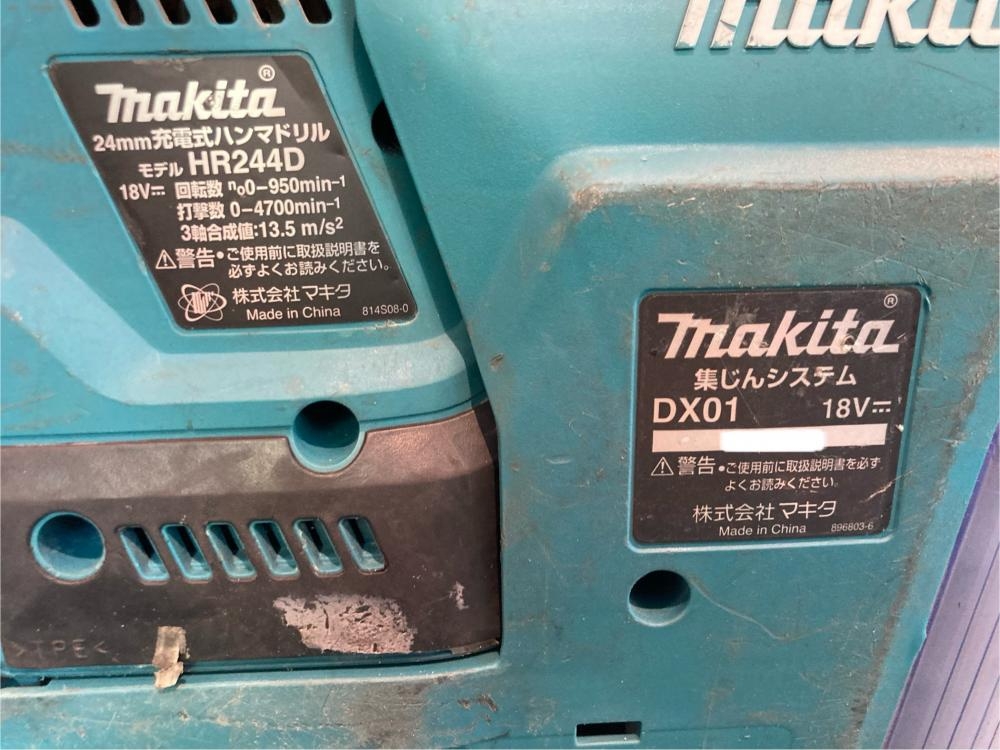 makita®
24mm充電式ハンマドリル
モデル HR244D
18V⎓ 回転数 n₀0-950min-1
打撃数 0-4700min-1
3軸合成値:13.5 m/s2
⚠警告•ご使用前に取扱説明書を
必ずよくお読みください。
株式会社 マキタ
Made in China 814S08-0
>TPE<
makita
makita®
集じんシステム
DX01 18V⎓
⚠警告•ご使用前に取扱説明書を必ず
よくお読みください。
株式会社 マキタ
Made in China 896803-6